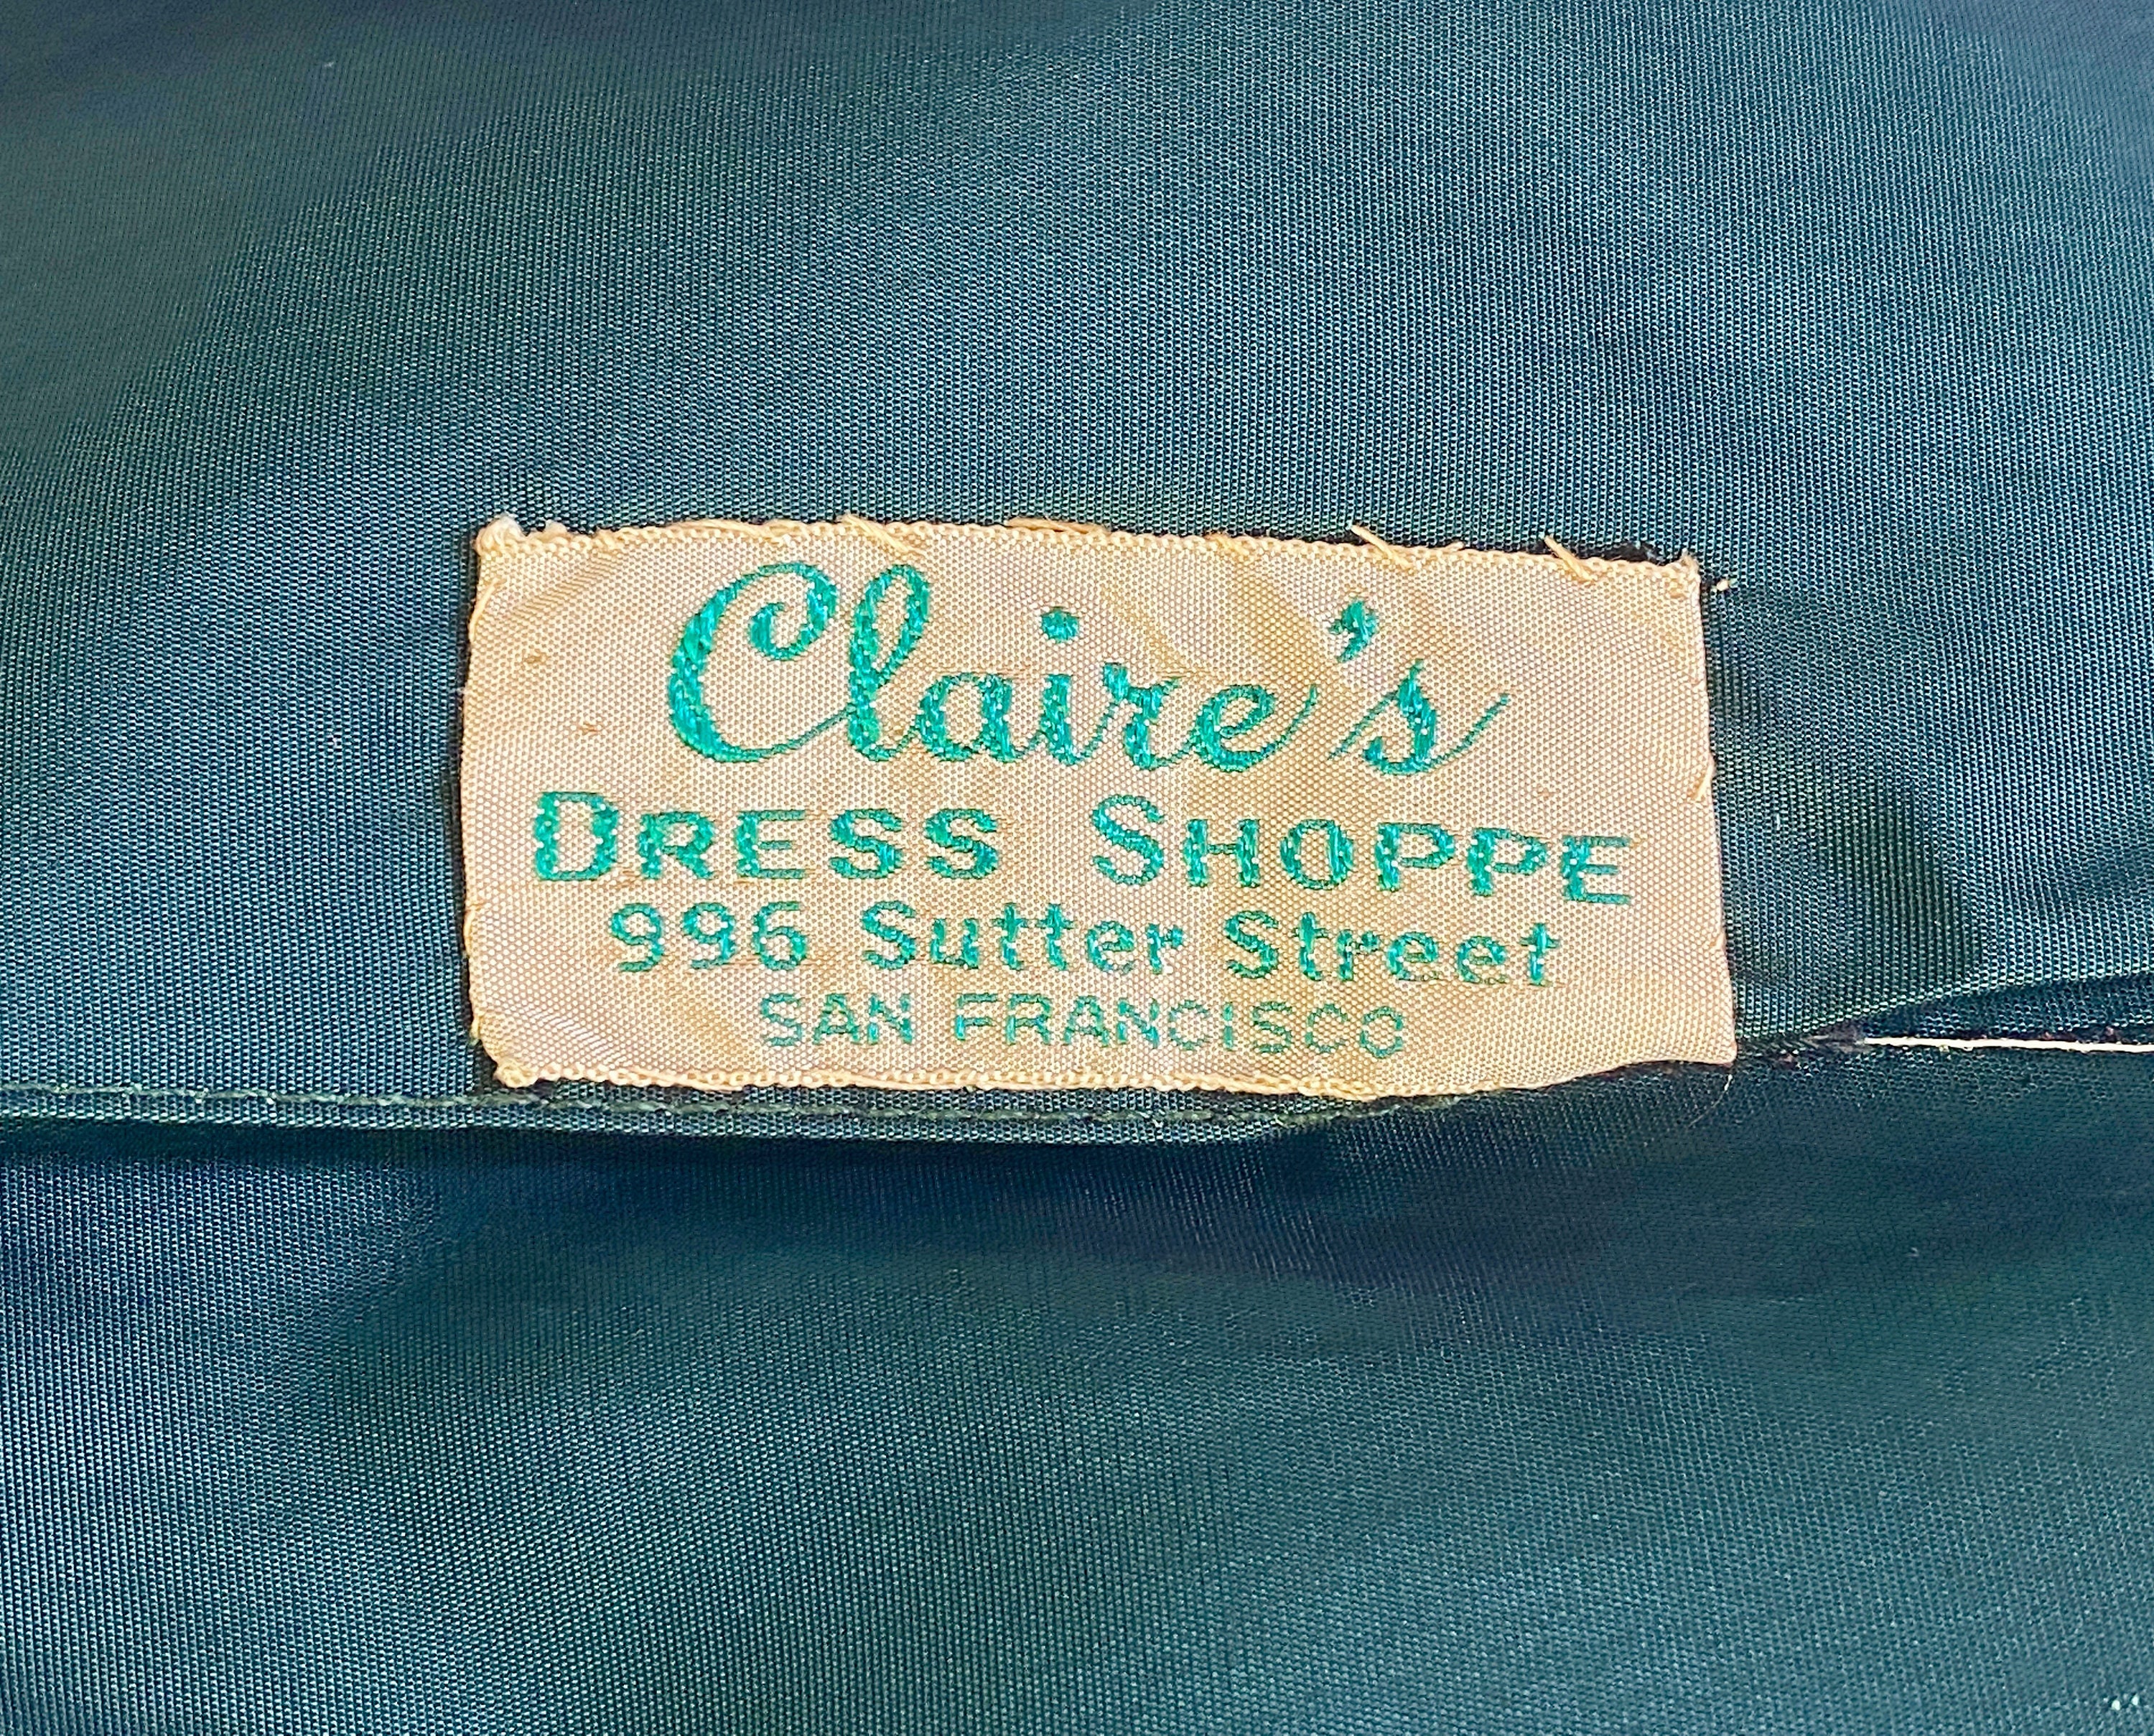 Claire's
DRESS SHOPPE
996 Sutter Street
SAN FRANCISCO